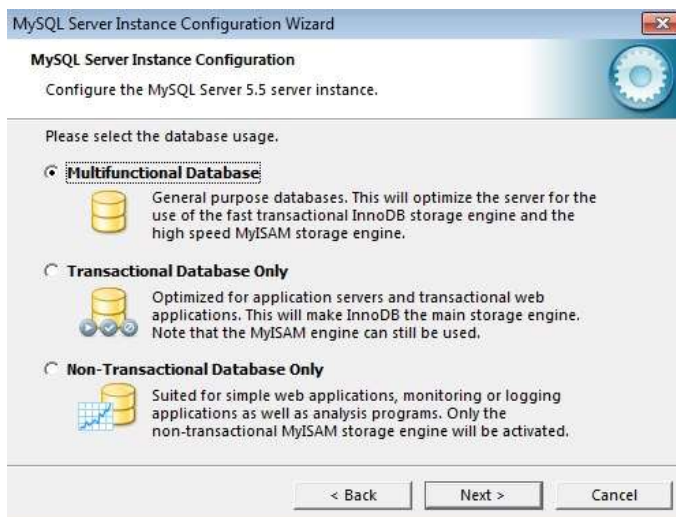 MySQL Server Instance Configuration Wizard
MySQL Server Instance Configuration
Configure the MySQL Server 5.5 server instance.
Please select the database usage.
Multifunctional Database
General purpose databases. This will optimize the server for the
use of the fast transactional InnoDB storage engine and the
high speed MyISAM storage engine.
Transactional Database Only
Optimized for application servers and transactional web
applications. This will make InnoDB the main storage engine.
Note that the MyISAM engine can still be used.
Non-Transactional Database Only
Suited for simple web applications, monitoring or logging
applications as well as analysis programs. Only the
non-transactional MyISAM storage engine will be activated.
< Back
Next >
Cancel